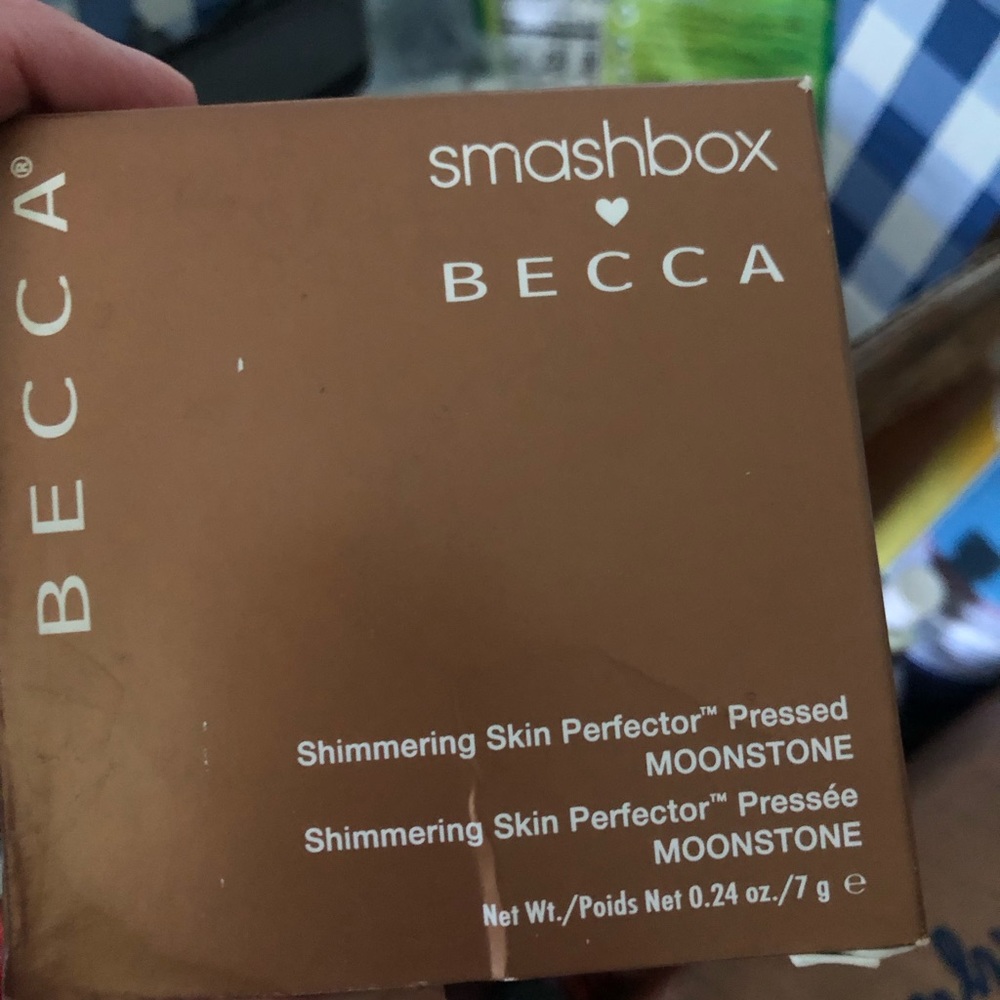 BECCA®
smashbox
BECCA
Shimmering Skin Perfector™ Pressed
MOONSTONE
Shimmering Skin Perfector™ Pressée
MOONSTONE
Net Wt./Poids Net 0.24 oz./7 g ℮